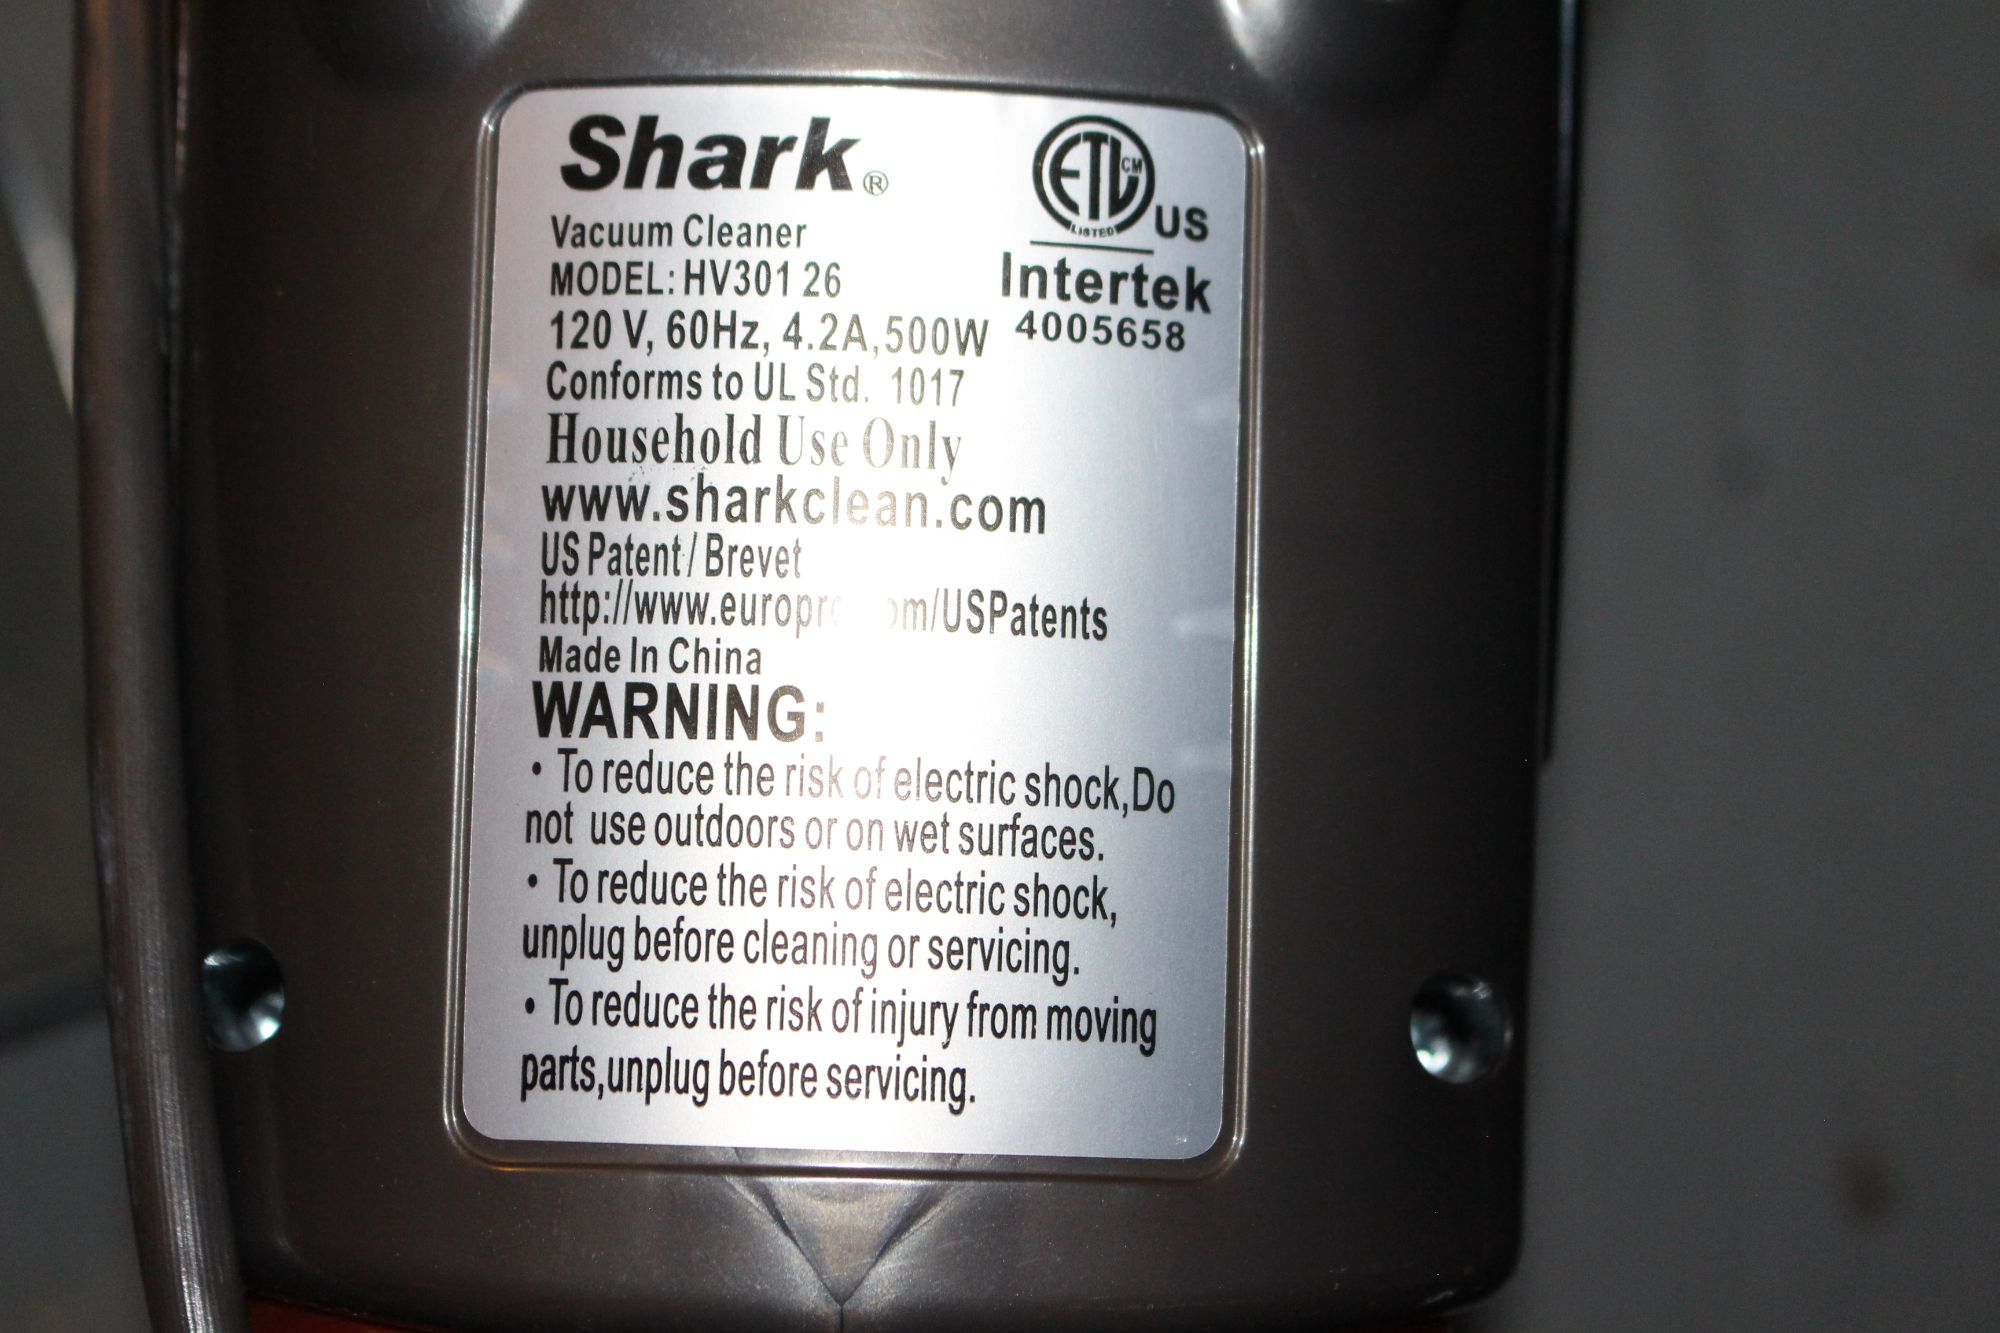 Shark®
Vacuum Cleaner
MODEL: HV301 26
120 V, 60Hz, 4.2A,500W
Conforms to UL Std. 1017
Household Use Only
www.sharkclean.com
US Patent / Brevet
/USPatents
Made In China
WARNING:
• To reduce the risk of electric shock,Do
not use outdoors or on wet surfaces.
• To reduce the risk of electric shock,
unplug before cleaning or servicing.
• To reduce the risk of injury from moving
parts,unplug before servicing.
ETL CM
LISTED
US
Intertek
4005658